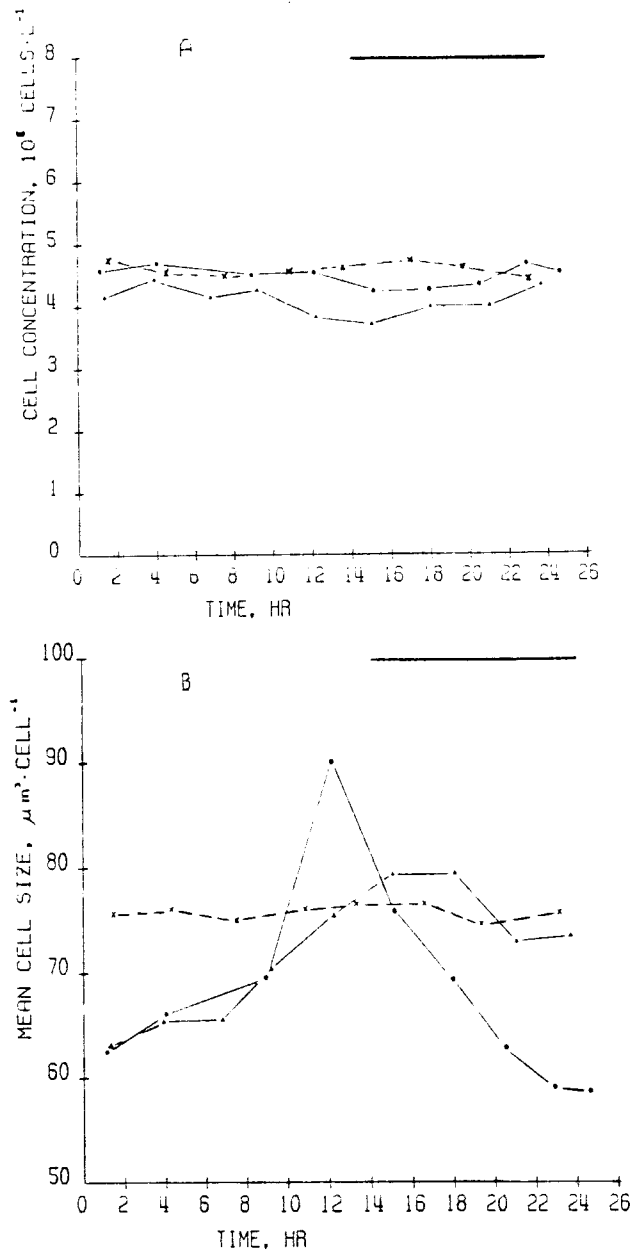 A
CELL CONCENTRATION, 10⁶ CELLS·L⁻¹
8
7
6
5
4
3
2
1
0
2 4 6 8 10 12 14 16 18 20 22 24 26
TIME, HR
B
MEAN CELL SIZE, µm³·CELL⁻¹
100
90
80
70
60
50
0 2 4 6 8 10 12 14 16 18 20 22 24 26
TIME, HR